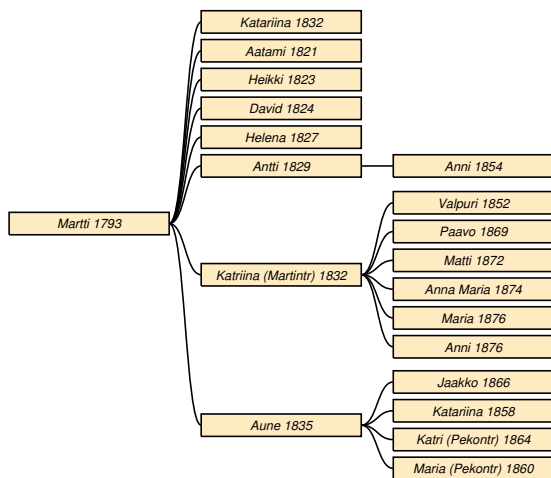 Katariina 1832
Aatami 1821
Heikki 1823
David 1824
Helena 1827
Antti 1829
Anni 1854
Martti 1793
Valpuri 1852
Paavo 1869
Matti 1872
Katriina (Martintr) 1832
Anna Maria 1874
Maria 1876
Anni 1876
Jaakko 1866
Katariina 1858
Aune 1835
Katri (Pekontr) 1864
Maria (Pekontr) 1860